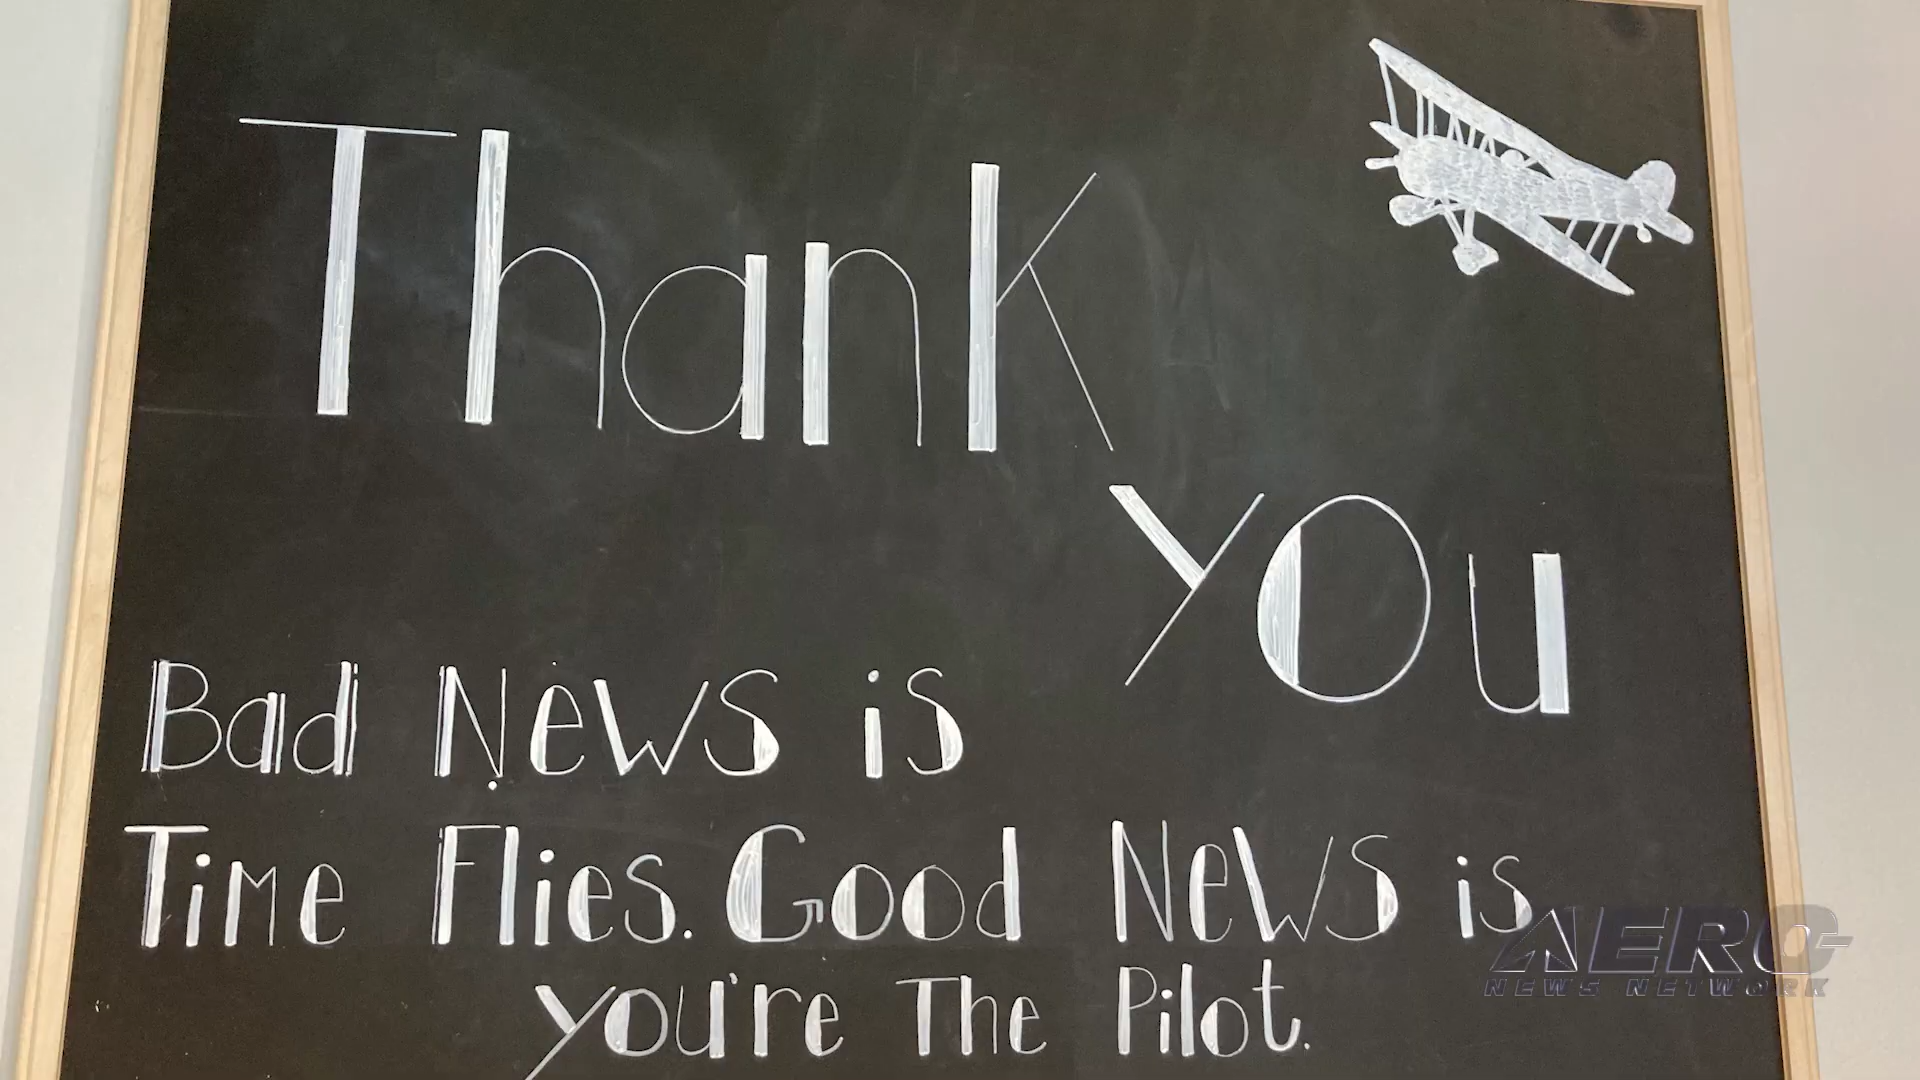 Thank
you
Bad News is
Time Flies. Good News is
you're The Pilot.
AERO-
NEWS NETWORK